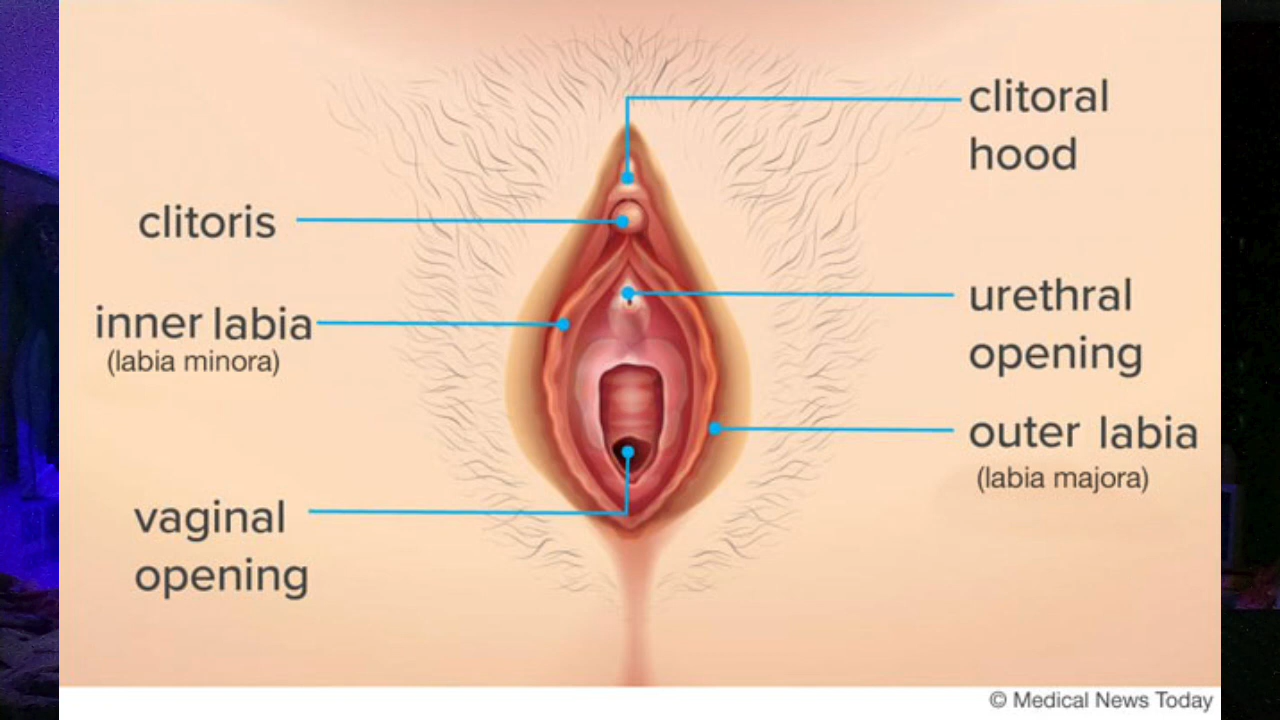 clitoral
hood
clitoris
urethral
opening
inner labia
(labia minora)
outer labia
(labia majora)
vaginal
opening
© Medical News Today